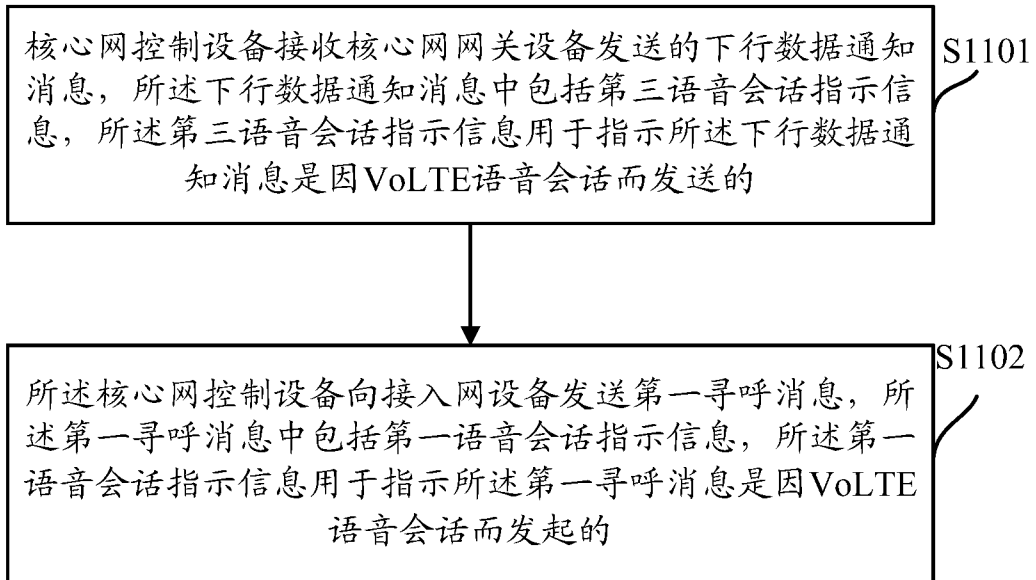 核心网控制设备接收核心网网关设备发送的下行数据通知
消息，所述下行数据通知消息中包括第三语音会话指示信
息，所述第三语音会话指示信息用于指示所述下行数据通
知消息是因VoLTE语音会话而发送的
S1101
所述核心网控制设备向接入网设备发送第一寻呼消息，所
述第一寻呼消息中包括第一语音会话指示信息，所述第一
语音会话指示信息用于指示所述第一寻呼消息是因VoLTE
语音会话而发起的
S1102